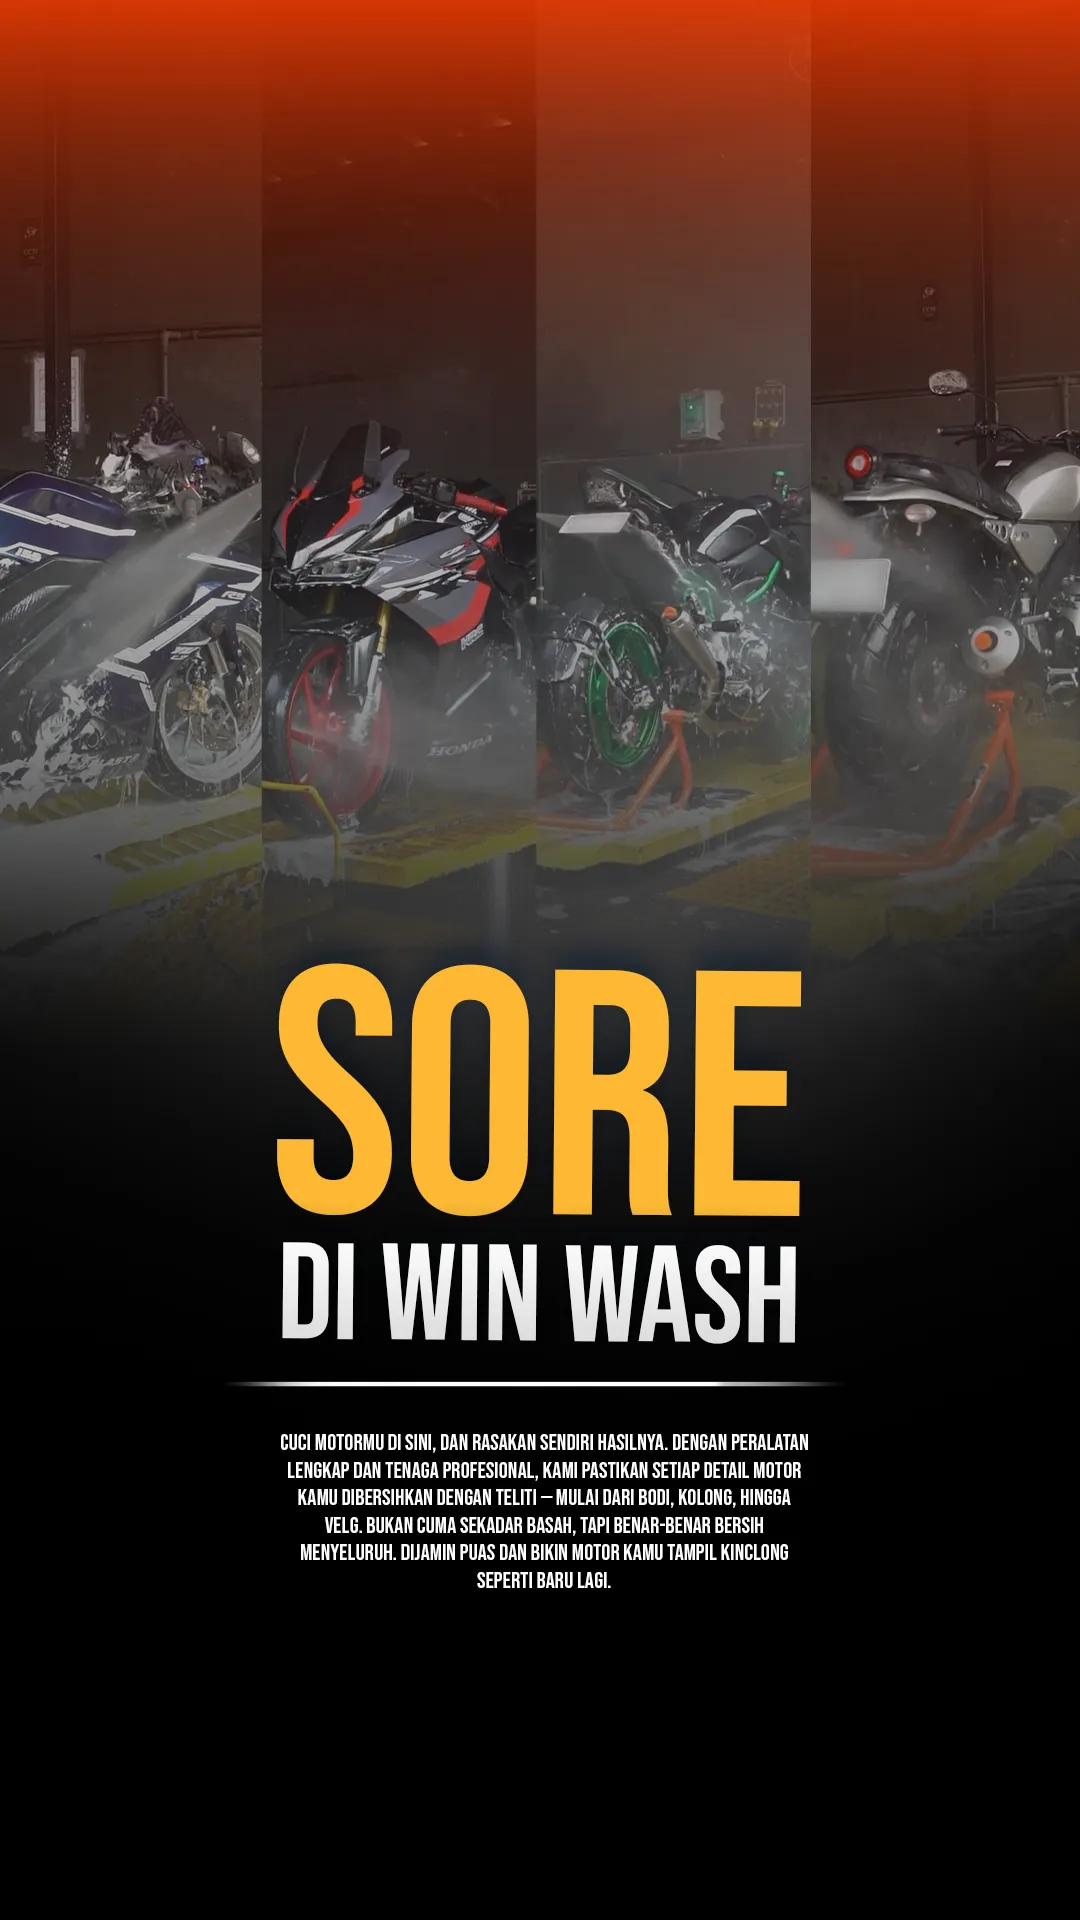 SORE
DI WIN WASH
CUCI MOTORMU DI SINI, DAN RASAKAN SENDIRI HASILNYA. DENGAN PERALATAN
LENGKAP DAN TENAGA PROFESIONAL, KAMI PASTIKAN SETIAP DETAIL MOTOR
KAMU DIBERSIHKAN DENGAN TELITI – MULAI DARI BODI, KOLONG, HINGGA
VELG. BUKAN CUMA SEKADAR BASAH, TAPI BENAR-BENAR BERSIH
MENYELURUH. DIJAMIN PUAS DAN BIKIN MOTOR KAMU TAMPIL KINCLONG
SEPERTI BARU LAGI.
HONDA